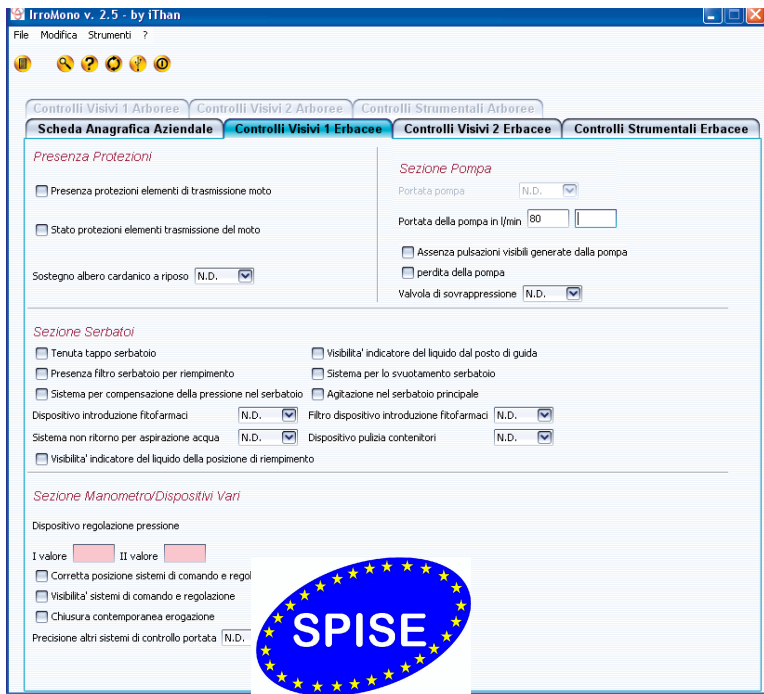 IrroMono v. 2.5 - by iThan
File Modifica Strumenti ?
Controlli Visivi 1 Arboree Controlli Visivi 2 Arboree Controlli Strumentali Arboree
Scheda Anagrafica Aziendale Controlli Visivi 1 Erbacee Controlli Visivi 2 Erbacee Controlli Strumentali Erbacee
Presenza Protezioni
Presenza protezioni elementi di trasmissione moto
Stato protezioni elementi trasmissione del moto
Sostegno albero cardanico a riposo N.D.
Sezione Pompa
Portata pompa N.D.
Portata della pompa in l/min 80
Assenza pulsazioni visibili generate dalla pompa
perdita della pompa
Valvola di sovrappressione N.D.
Sezione Serbatoi
Tenuta tappo serbatoio Visibilita' indicatore del liquido dal posto di guida
Presenza filtro serbatoio per riempimento Sistema per lo svuotamento serbatoio
Sistema per compensazione della pressione nel serbatoio Agitazione nel serbatoio principale
Dispositivo introduzione fitofarmaci N.D. Filtro dispositivo introduzione fitofarmaci N.D.
Sistema non ritorno per aspirazione acqua N.D. Dispositivo pulizia contenitori N.D.
Visibilita' indicatore del liquido della posizione di riempimento
Sezione Manometro/Dispositivi Vari
Dispositivo regolazione pressione
I valore II valore
Corretta posizione sistemi di comando e regol
Visibilita' sistemi di comando e regolazione
Chiusura contemporanea erogazione
Precisione altri sistemi di controllo portata N.D.
SPISE